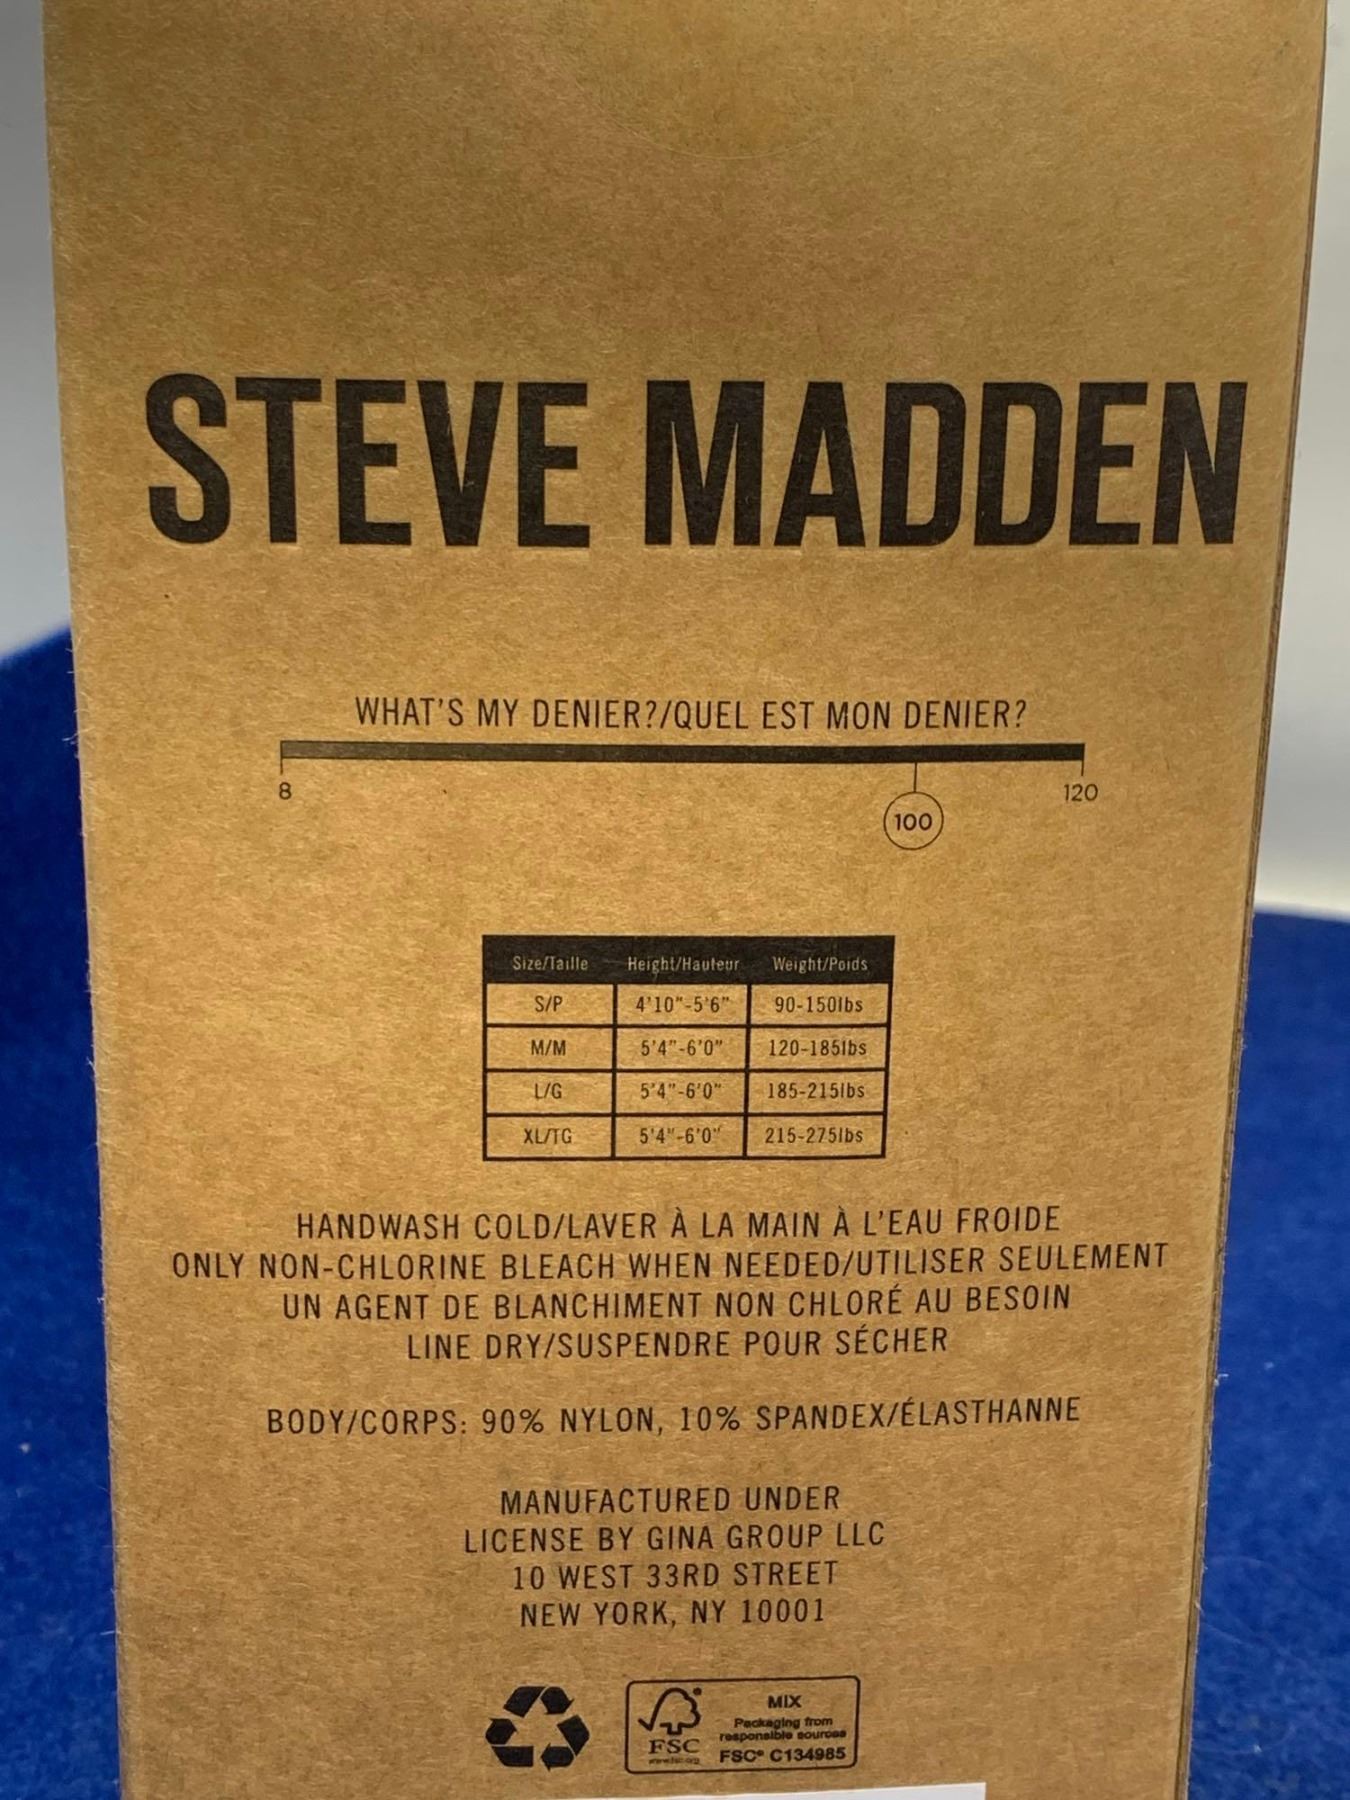 STEVE MADDEN
WHAT'S MY DENIER?/QUEL EST MON DENIER?
8 100 120
Size/Taille Height/Hauteur Weight/Poids
S/P 4'10"-5'6" 90-150lbs
M/M 5'4"-6'0" 120-185lbs
L/G 5'4"-6'0" 185-215lbs
XL/TG 5'4"-6'0" 215-275lbs
HANDWASH COLD/LAVER À LA MAIN À L'EAU FROIDE
ONLY NON-CHLORINE BLEACH WHEN NEEDED/UTILISER SEULEMENT
UN AGENT DE BLANCHIMENT NON CHLORÉ AU BESOIN
LINE DRY/SUSPENDRE POUR SÉCHER
BODY/CORPS: 90% NYLON, 10% SPANDEX/ÉLASTHANNE
MANUFACTURED UNDER
LICENSE BY GINA GROUP LLC
10 WEST 33RD STREET
NEW YORK, NY 10001
FSC
www.fsc.org
MIX
Packaging from
responsible sources
FSC® C134985